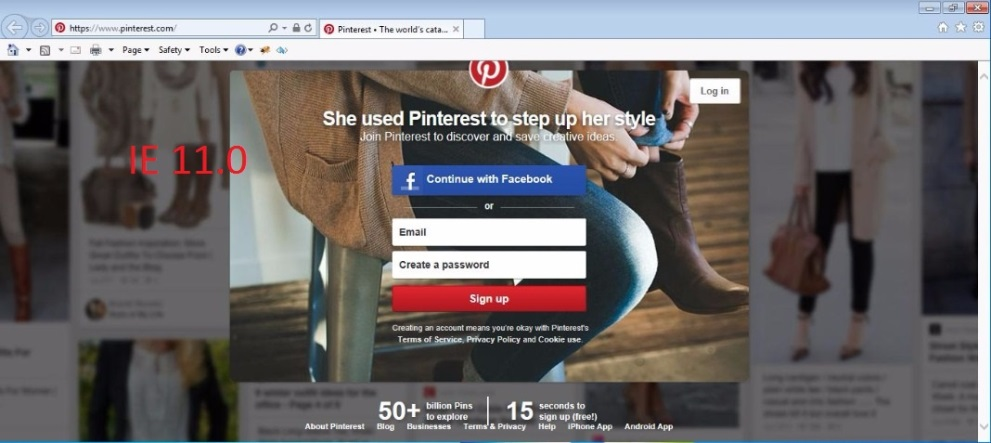 https://www.pinterest.com/
Pinterest • The world's cata...
Page Safety Tools
Log in
She used Pinterest to step up her style
Join Pinterest to discover and save creative ideas.
IE 11.0
f Continue with Facebook
or
Email
Create a password
Sign up
Creating an account means you're okay with Pinterest's
Terms of Service, Privacy Policy and Cookie use.
50+ billion Pins
to explore
15 seconds to
sign up (free!)
About Pinterest Blog Businesses Terms & Privacy Help iPhone App Android App